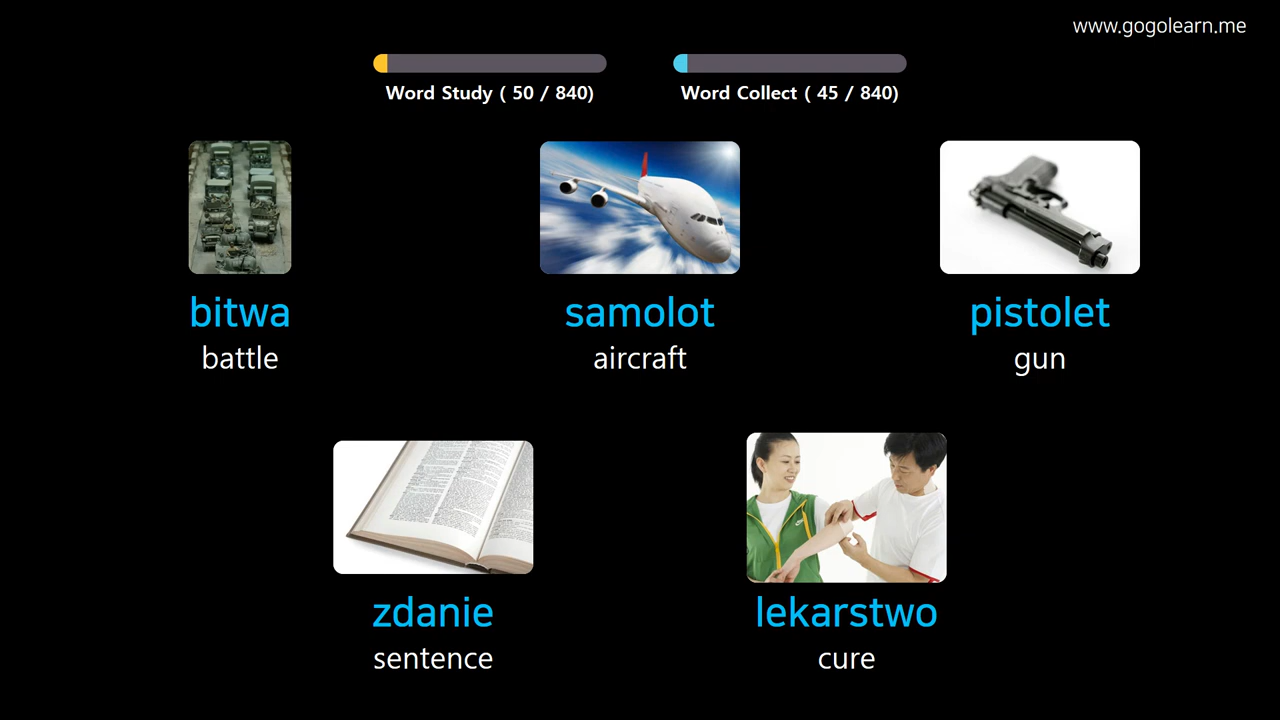 www.gogolearn.me
Word Study ( 50 / 840)
Word Collect ( 45 / 840)
bitwa
battle
samolot
aircraft
pistolet
gun
zdanie
sentence
lekarstwo
cure